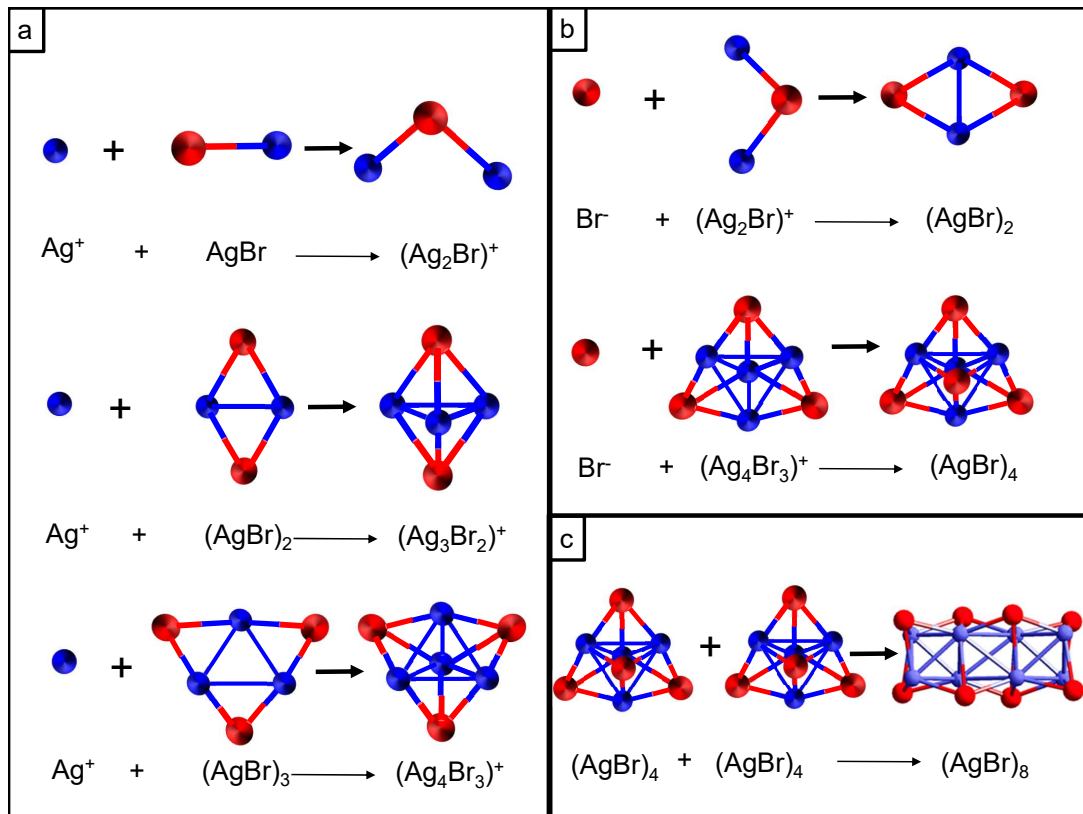 a
+
Ag⁺ + AgBr ⟶ (Ag₂Br)⁺
+
Ag⁺ + (AgBr)₂ ⟶ (Ag₃Br₂)⁺
+
Ag⁺ + (AgBr)₃ ⟶ (Ag₄Br₃)⁺
b
+
Br⁻ + (Ag₂Br)⁺ ⟶ (AgBr)₂
+
Br⁻ + (Ag₄Br₃)⁺ ⟶ (AgBr)₄
c
+
(AgBr)₄ + (AgBr)₄ ⟶ (AgBr)₈